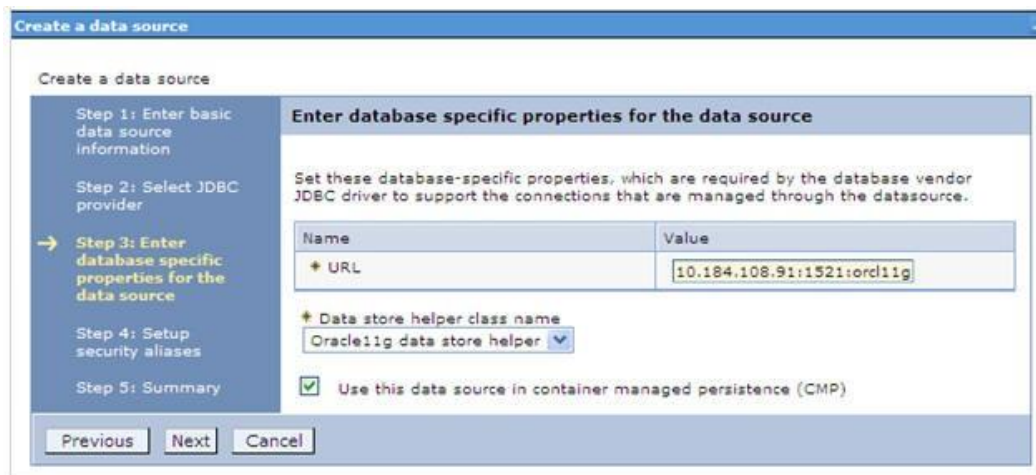 Create a data source
Create a data source
Step 1: Enter basic
data source
information
Step 2: Select JDBC
provider
Step 3: Enter
database specific
properties for the
data source
Step 4: Setup
security aliases
Step 5: Summary
Enter database specific properties for the data source
Set these database-specific properties, which are required by the database vendor
JDBC driver to support the connections that are managed through the datasource.
Name Value
URL 10.184.108.91:1521:orcl11g
Data store helper class name
Oracle11g data store helper
Use this data source in container managed persistence (CMP)
Previous Next Cancel